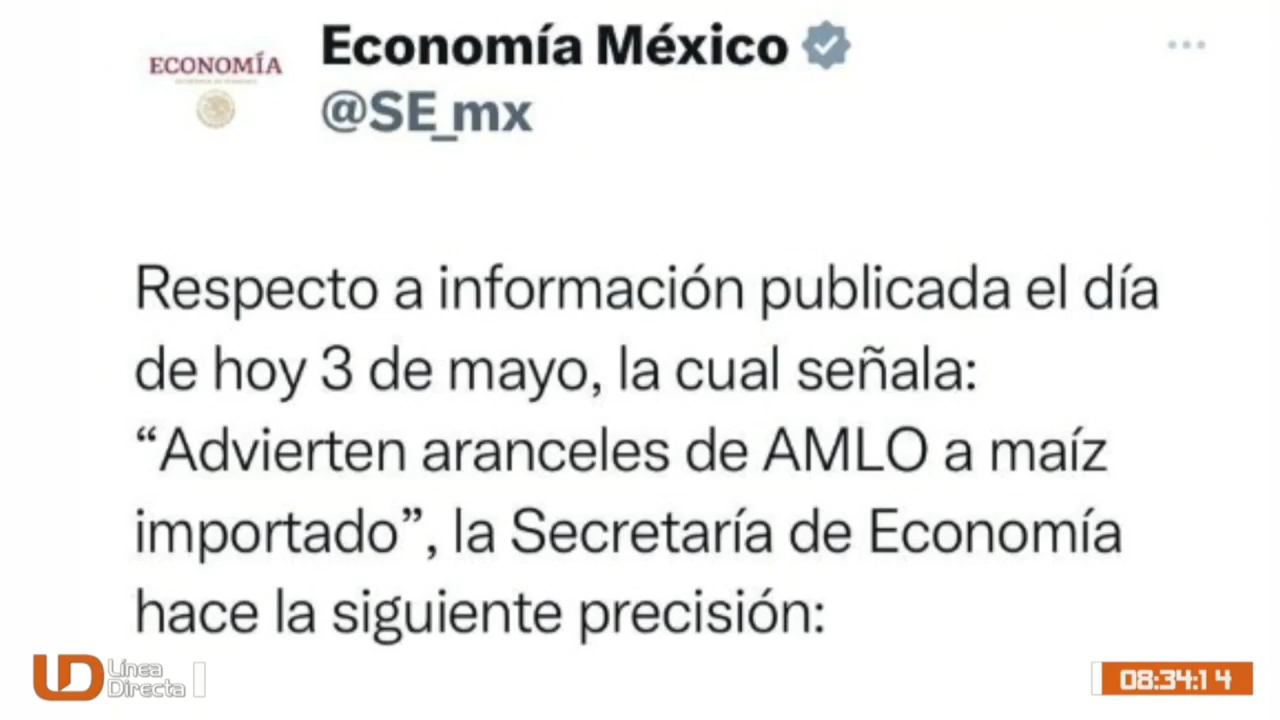 ECONOMÍA
Economía México
@SE_mx
Respecto a información publicada el día
de hoy 3 de mayo, la cual señala:
“Advierten aranceles de AMLO a maíz
importado”, la Secretaría de Economía
hace la siguiente precisión:
LD Línea
Directa
08:34:14